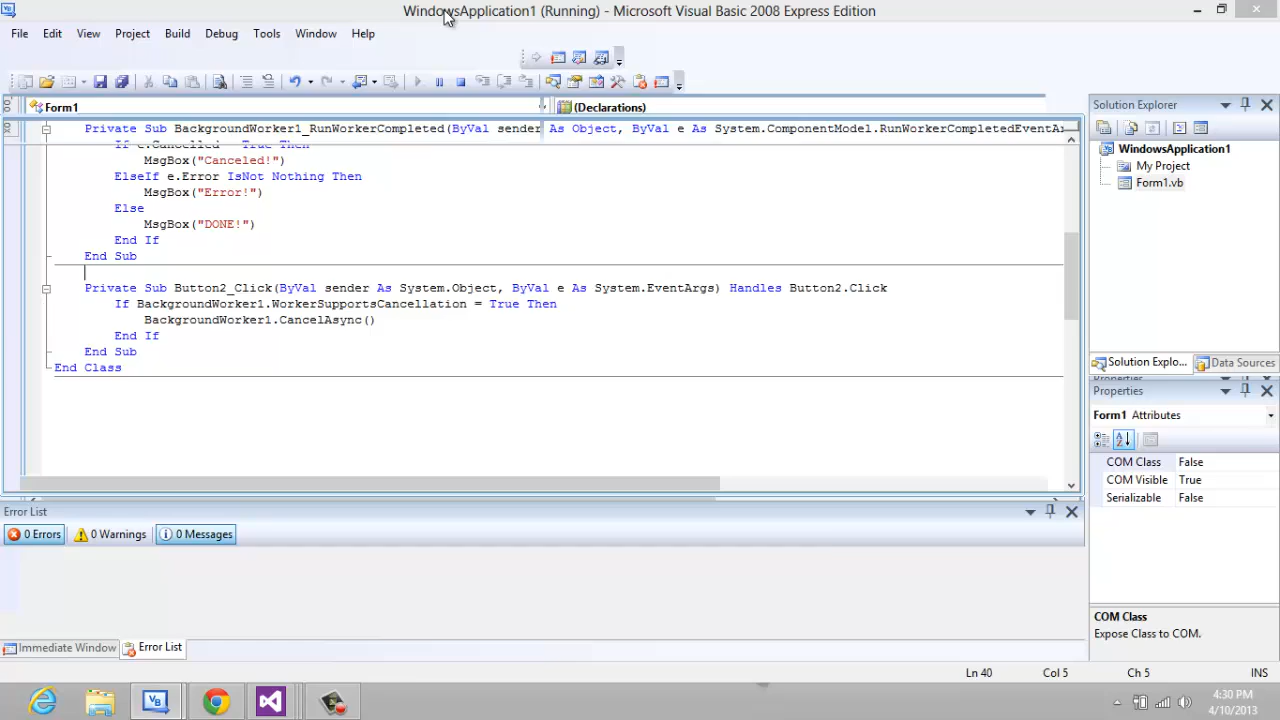 WindowsApplication1 (Running) - Microsoft Visual Basic 2008 Express Edition
File Edit View Project Build Debug Tools Window Help
Form1 (Declarations)
Private Sub BackgroundWorker1_RunWorkerCompleted(ByVal sender As Object, ByVal e As System.ComponentModel.RunWorkerCompletedEventAr
If e.Cancelled = True Then
MsgBox("Canceled!")
ElseIf e.Error IsNot Nothing Then
MsgBox("Error!")
Else
MsgBox("DONE!")
End If
End Sub
Private Sub Button2_Click(ByVal sender As System.Object, ByVal e As System.EventArgs) Handles Button2.Click
If BackgroundWorker1.WorkerSupportsCancellation = True Then
BackgroundWorker1.CancelAsync()
End If
End Sub
End Class
Solution Explorer
WindowsApplication1
My Project
Form1.vb
Solution Explo... Data Sources
Properties
Form1 Attributes
COM Class False
COM Visible True
Serializable False
COM Class
Expose Class to COM.
Error List
0 Errors 0 Warnings 0 Messages
Immediate Window Error List
Ln 40 Col 5 Ch 5 INS
4:30 PM
4/10/2013